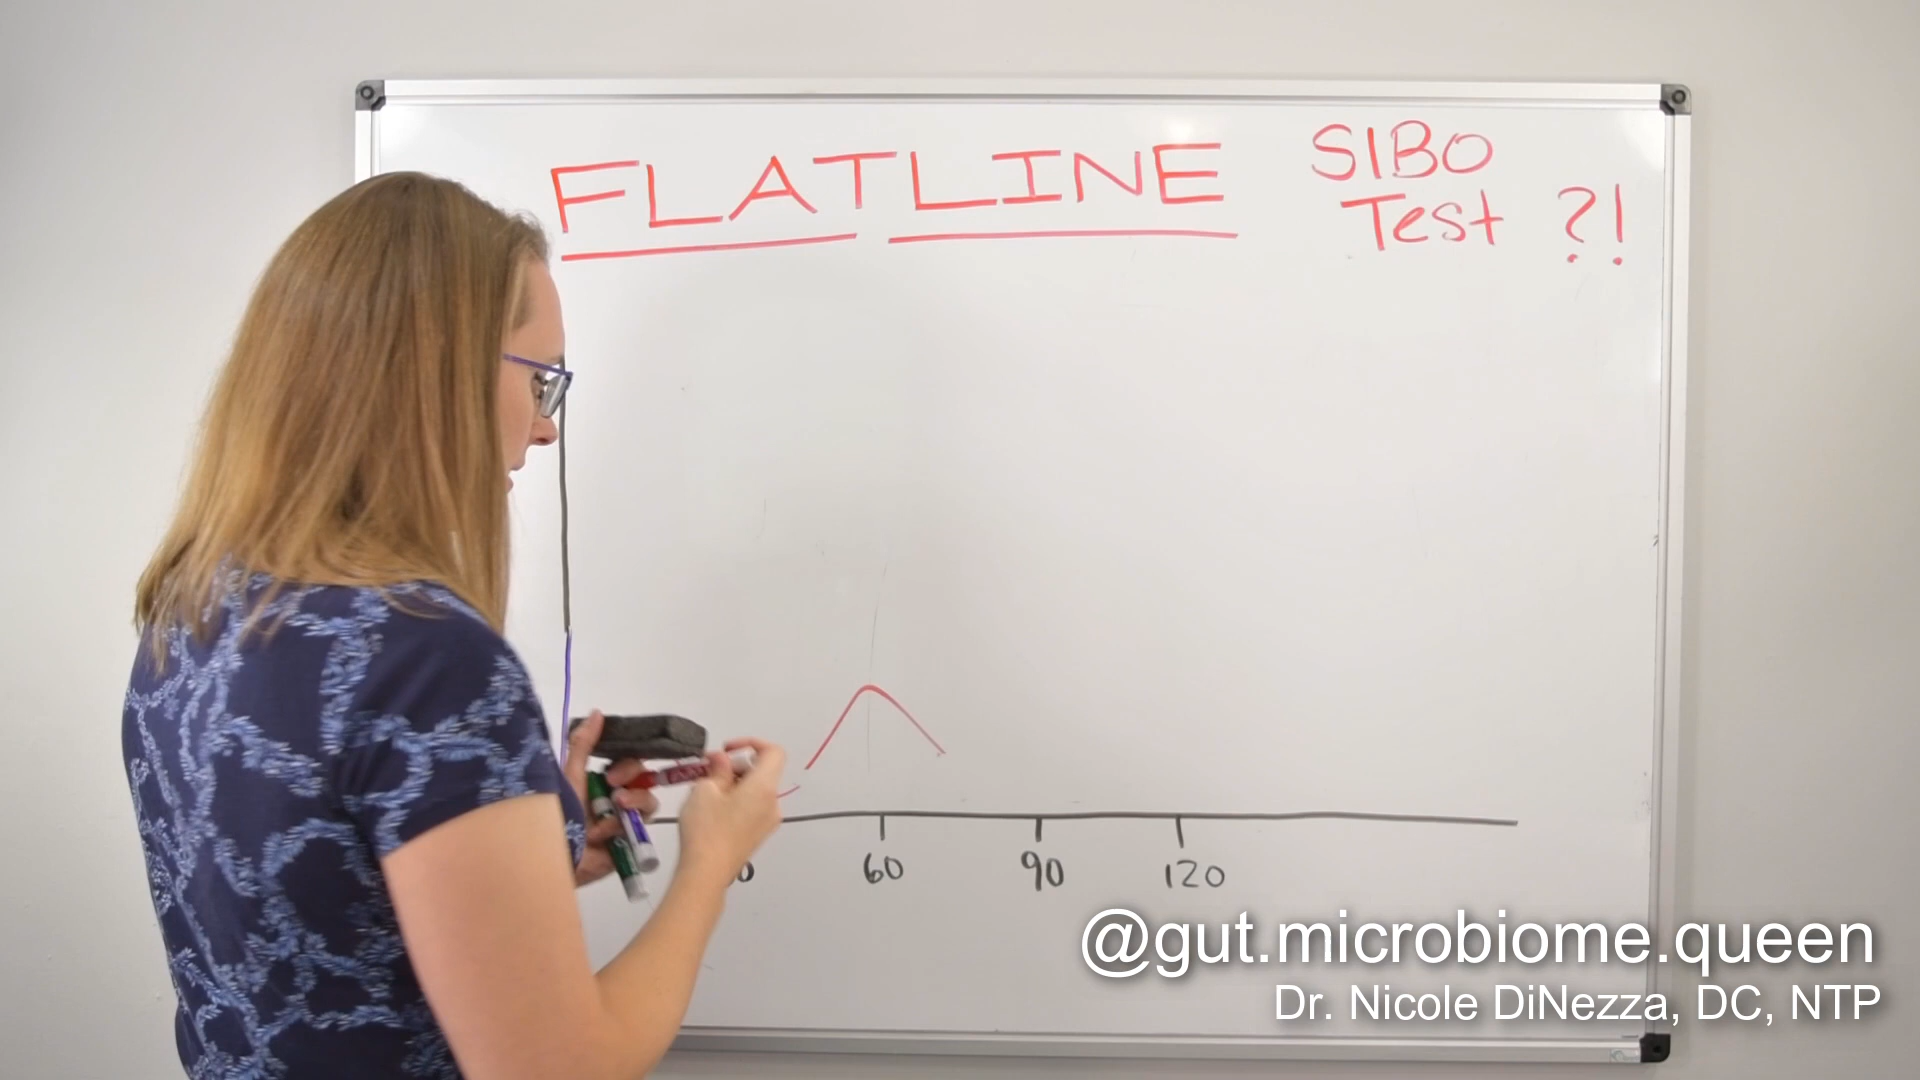 FLATLINE SIBO
Test ?!
60 90 120
@gut.microbiome.queen
Dr. Nicole DiNezza, DC, NTP